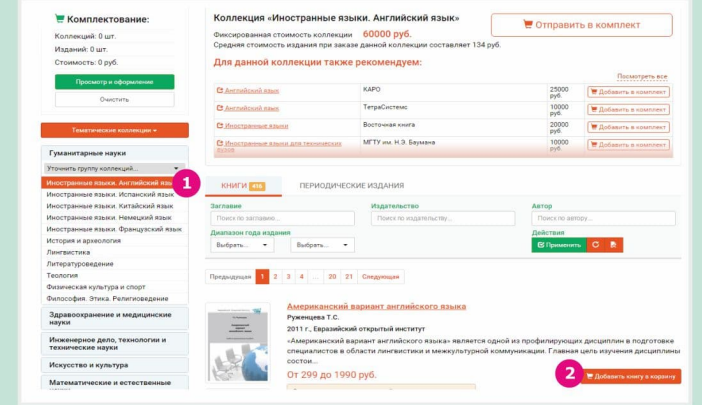 Комплектование:
Коллекций: 0 шт.
Изданий: 0 шт.
Стоимость: 0 руб.
Просмотр и оформление
Очистить
Тематические коллекции
Гуманитарные науки
Уточнить группу коллекций...
Иностранные языки. Английский язы
1
Иностранные языки. Испанский язык
Иностранные языки. Китайский язык
Иностранные языки. Немецкий язык
Иностранные языки. Французский язык
История и археология
Лингвистика
Литературоведение
Теология
Физическая культура и спорт
Философия. Этика. Религиоведение
Здравоохранение и медицинские
науки
Инженерное дело, технологии и
технические науки
Искусство и культура
Математические и естественные
Коллекция «Иностранные языки. Английский язык»
Отправить в комплект
Фиксированная стоимость коллекции 60000 руб.
Средняя стоимость издания при заказе данной коллекции составляет 134 руб.
Для данной коллекции также рекомендуем:
Посмотреть все
Английский язык КАРО 25000 руб. Добавить в комплект
Английский язык ТетраСистемс 10000 руб. Добавить в комплект
Иностранные языки Восточная книга 20000 руб. Добавить в комплект
Иностранные языки для технических вузов МГТУ им. Н.Э. Баумана 10000 руб. Добавить в комплект
КНИГИ 416 ПЕРИОДИЧЕСКИЕ ИЗДАНИЯ
Заглавие Издательство Автор
Поиск по заглавию... Поиск по издательству... Поиск по автору...
Диапазон года издания Действия
Выбрать... Выбрать... Применить
Предыдущая 1 2 3 4 ... 20 21 Следующая
Американский вариант английского языка
Руженцева Т.С.
2011 г., Евразийский открытый институт
«Американский вариант английского языка» является одной из профилирующих дисциплин в подготовке
специалистов в области лингвистики и межкультурной коммуникации. Главная цель изучения дисциплины
состои...
От 299 до 1990 руб.
2
Добавить книгу в корзину